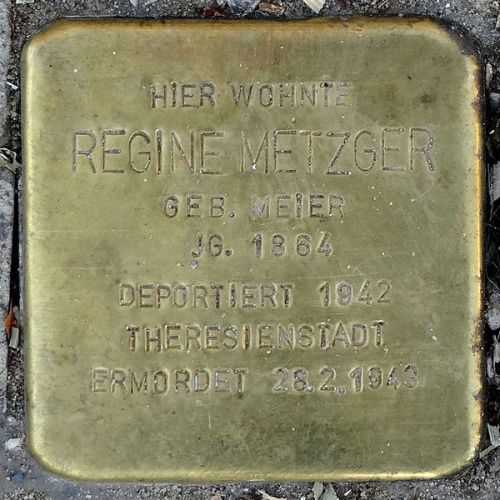 HIER WOHNTE
REGINE METZGER
GEB. MEIER
JG. 1864
DEPORTIERT 1942
THERESIENSTADT
ERMORDET 28.2.1943